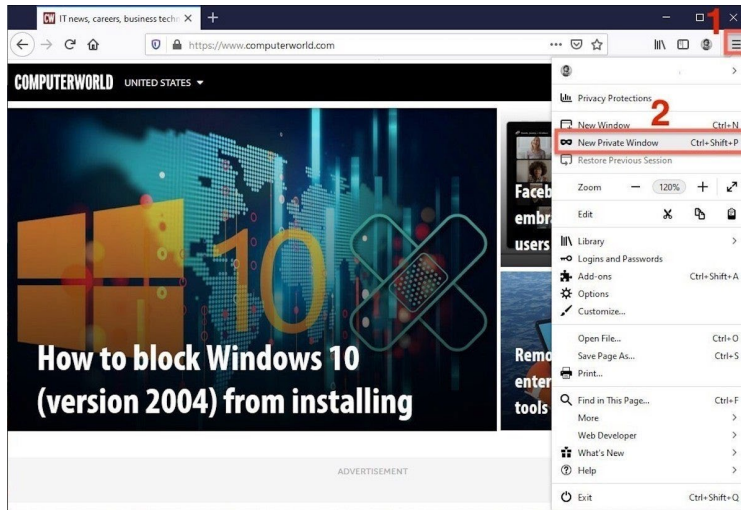 IT news, careers, business techn
1
https://www.computerworld.com
COMPUTERWORLD UNITED STATES
Privacy Protections
2
New Window Ctrl+N
New Private Window Ctrl+Shift+P
Restore Previous Session
Zoom 120%
Edit
Library
Logins and Passwords
Add-ons Ctrl+Shift+A
Options
Customize...
Open File... Ctrl+O
Save Page As... Ctrl+S
Print...
Find in This Page... Ctrl+F
More
Web Developer
What's New
Help
Exit Ctrl+Shift+Q
10
How to block Windows 10
(version 2004) from installing
Faceb
embra
users
Remo
enter
tools
ADVERTISEMENT